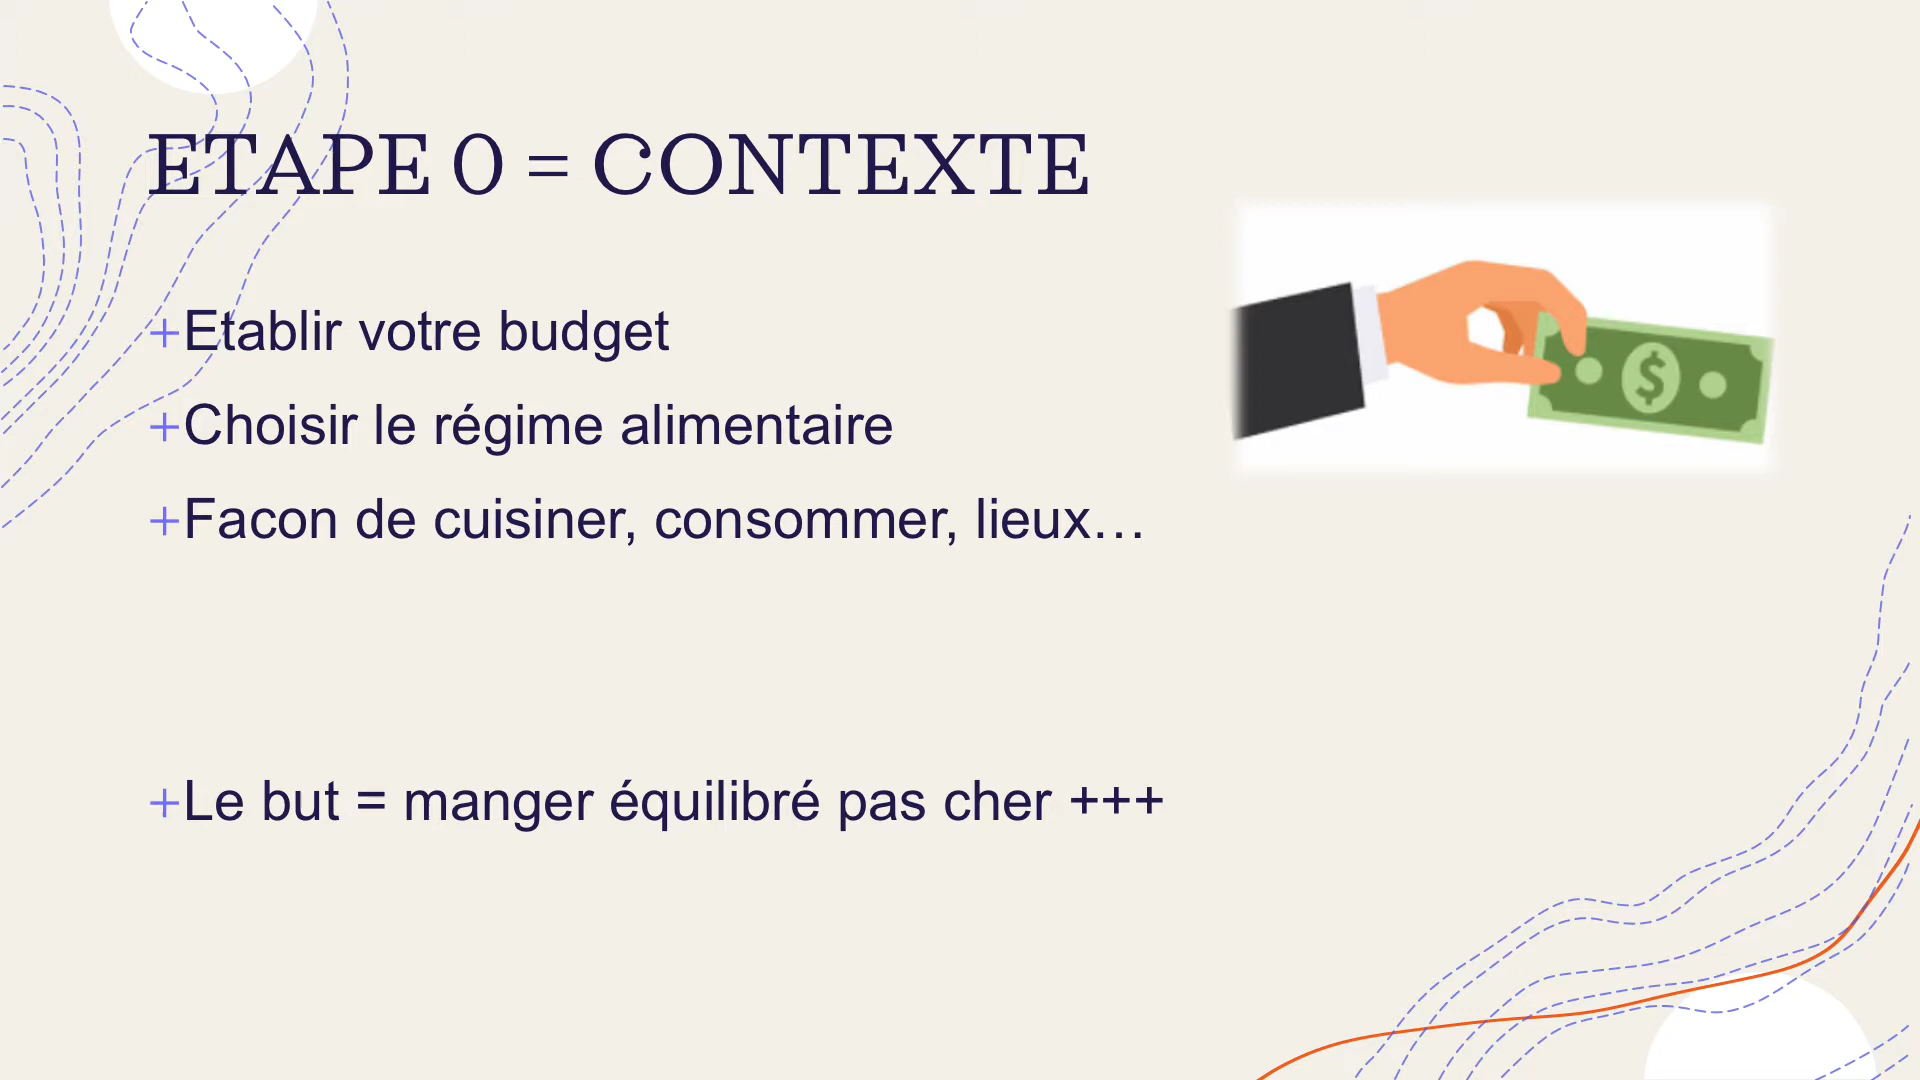 ETAPE 0 = CONTEXTE
+Etablir votre budget
+Choisir le régime alimentaire
+Facon de cuisiner, consommer, lieux…
+Le but = manger équilibré pas cher +++
$